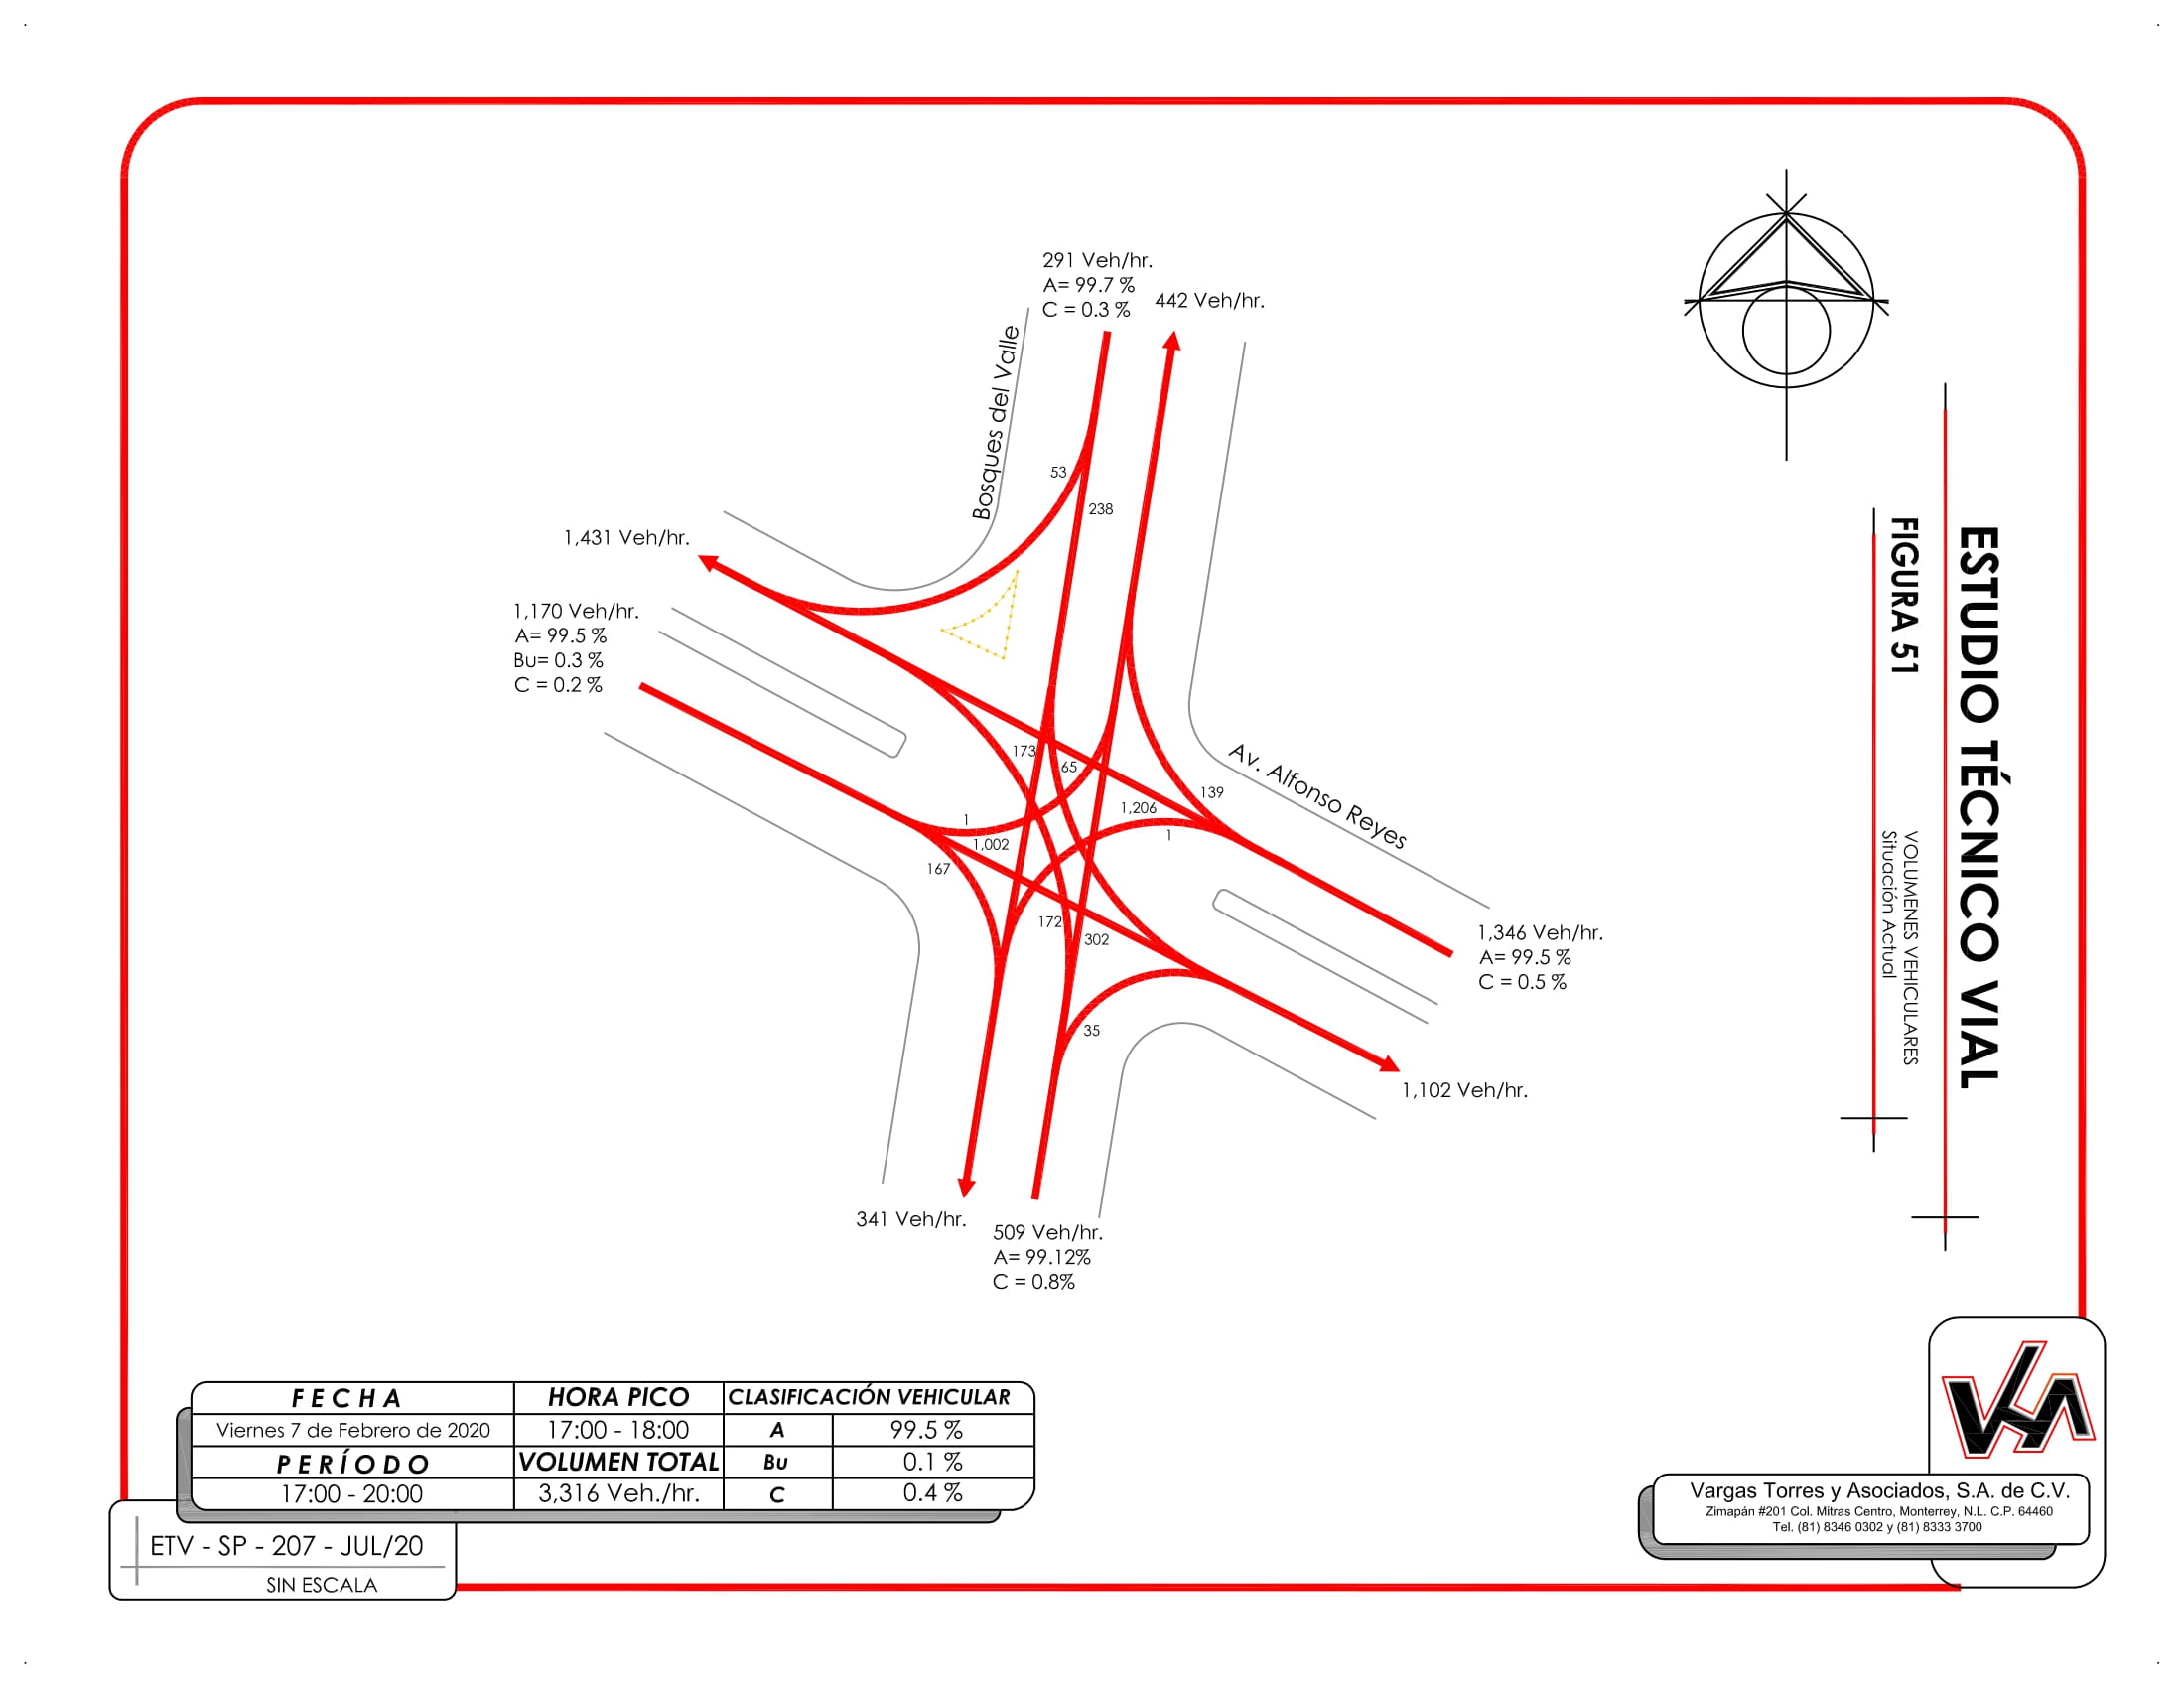 291 Veh/hr.
A= 99.7 %
C = 0.3 %
442 Veh/hr.
Bosques del Valle
53
238
1,431 Veh/hr.
1,170 Veh/hr.
A= 99.5 %
Bu= 0.3 %
C = 0.2 %
173
65
139
1,206
1
1
1,002
167
Av. Alfonso Reyes
172
302
35
1,346 Veh/hr.
A= 99.5 %
C = 0.5 %
1,102 Veh/hr.
341 Veh/hr.
509 Veh/hr.
A= 99.12%
C = 0.8%
ESTUDIO TÉCNICO VIAL
FIGURA 51
VOLUMENES VEHICULARES
Situación Actual
FECHA
HORA PICO
CLASIFICACIÓN VEHICULAR
Viernes 7 de Febrero de 2020
17:00 - 18:00
A
99.5 %
PERÍODO
VOLUMEN TOTAL
Bu
0.1 %
17:00 - 20:00
3,316 Veh./hr.
C
0.4 %
ETV - SP - 207 - JUL/20
SIN ESCALA
Vargas Torres y Asociados, S.A. de C.V.
Zimapán #201 Col. Mitras Centro, Monterrey, N.L. C.P. 64460
Tel. (81) 8346 0302 y (81) 8333 3700